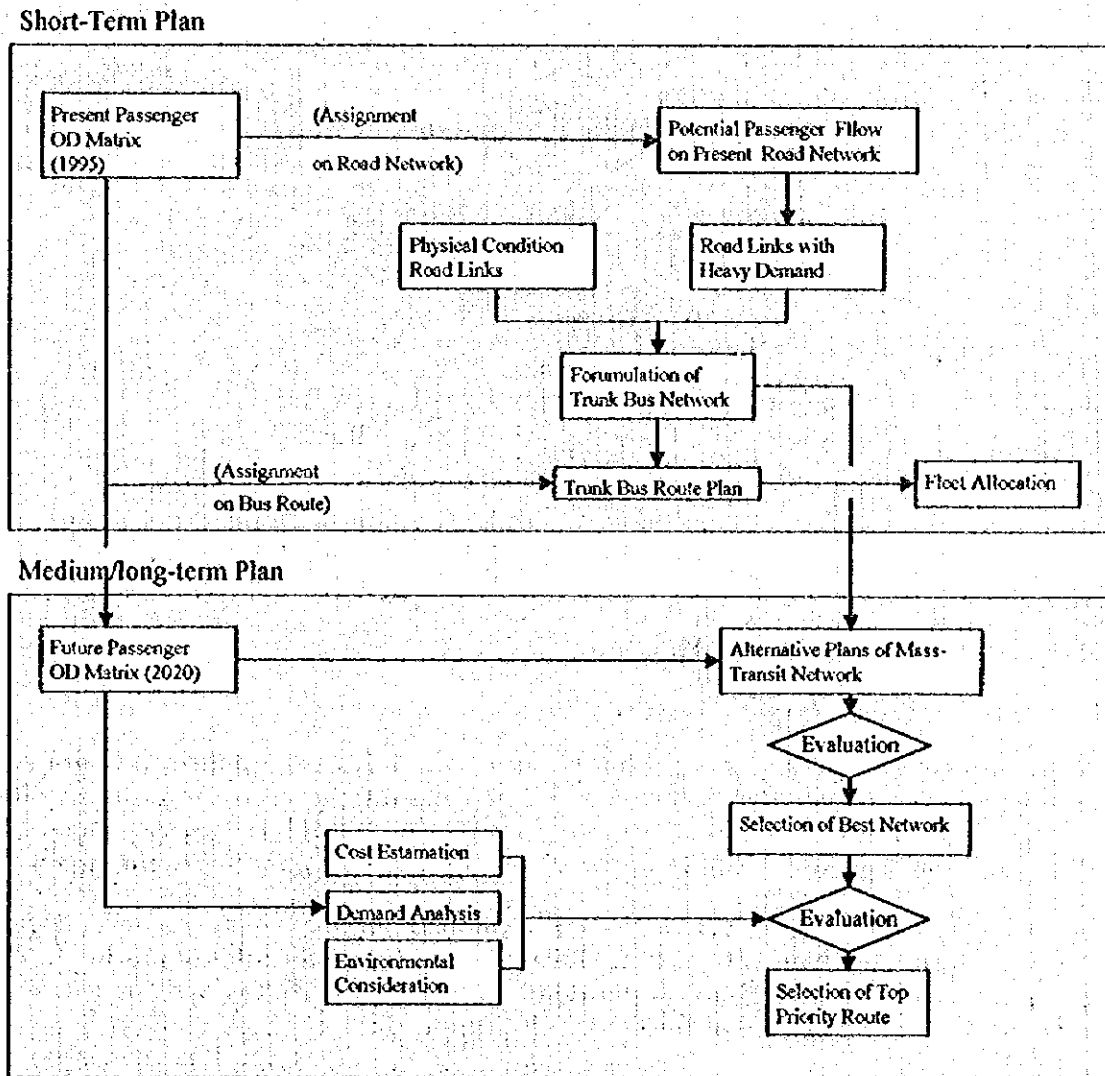 Short-Term Plan
Present Passenger
OD Matrix
(1995)
(Assignment
on Road Network)
Potential Passenger Fllow
on Present Road Network
Physical Condition
Road Links
Road Links with
Heavy Demand
Forumulation of
Trunk Bus Network
(Assignment
on Bus Route)
Trunk Bus Route Plan
Fleet Allocation
Medium/long-term Plan
Future Passenger
OD Matrix (2020)
Alternative Plans of Mass-
Transit Network
Evaluation
Selection of Best Network
Cost Estamation
Demand Analysis
Environmental
Consideration
Evaluation
Selection of Top
Priority Route